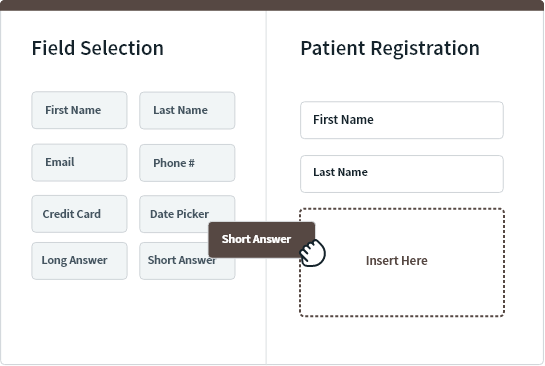 Field Selection
First Name
Last Name
Email
Phone #
Credit Card
Date Picker
Long Answer
Short Answer
Short Answer
Patient Registration
First Name
Last Name
Insert Here